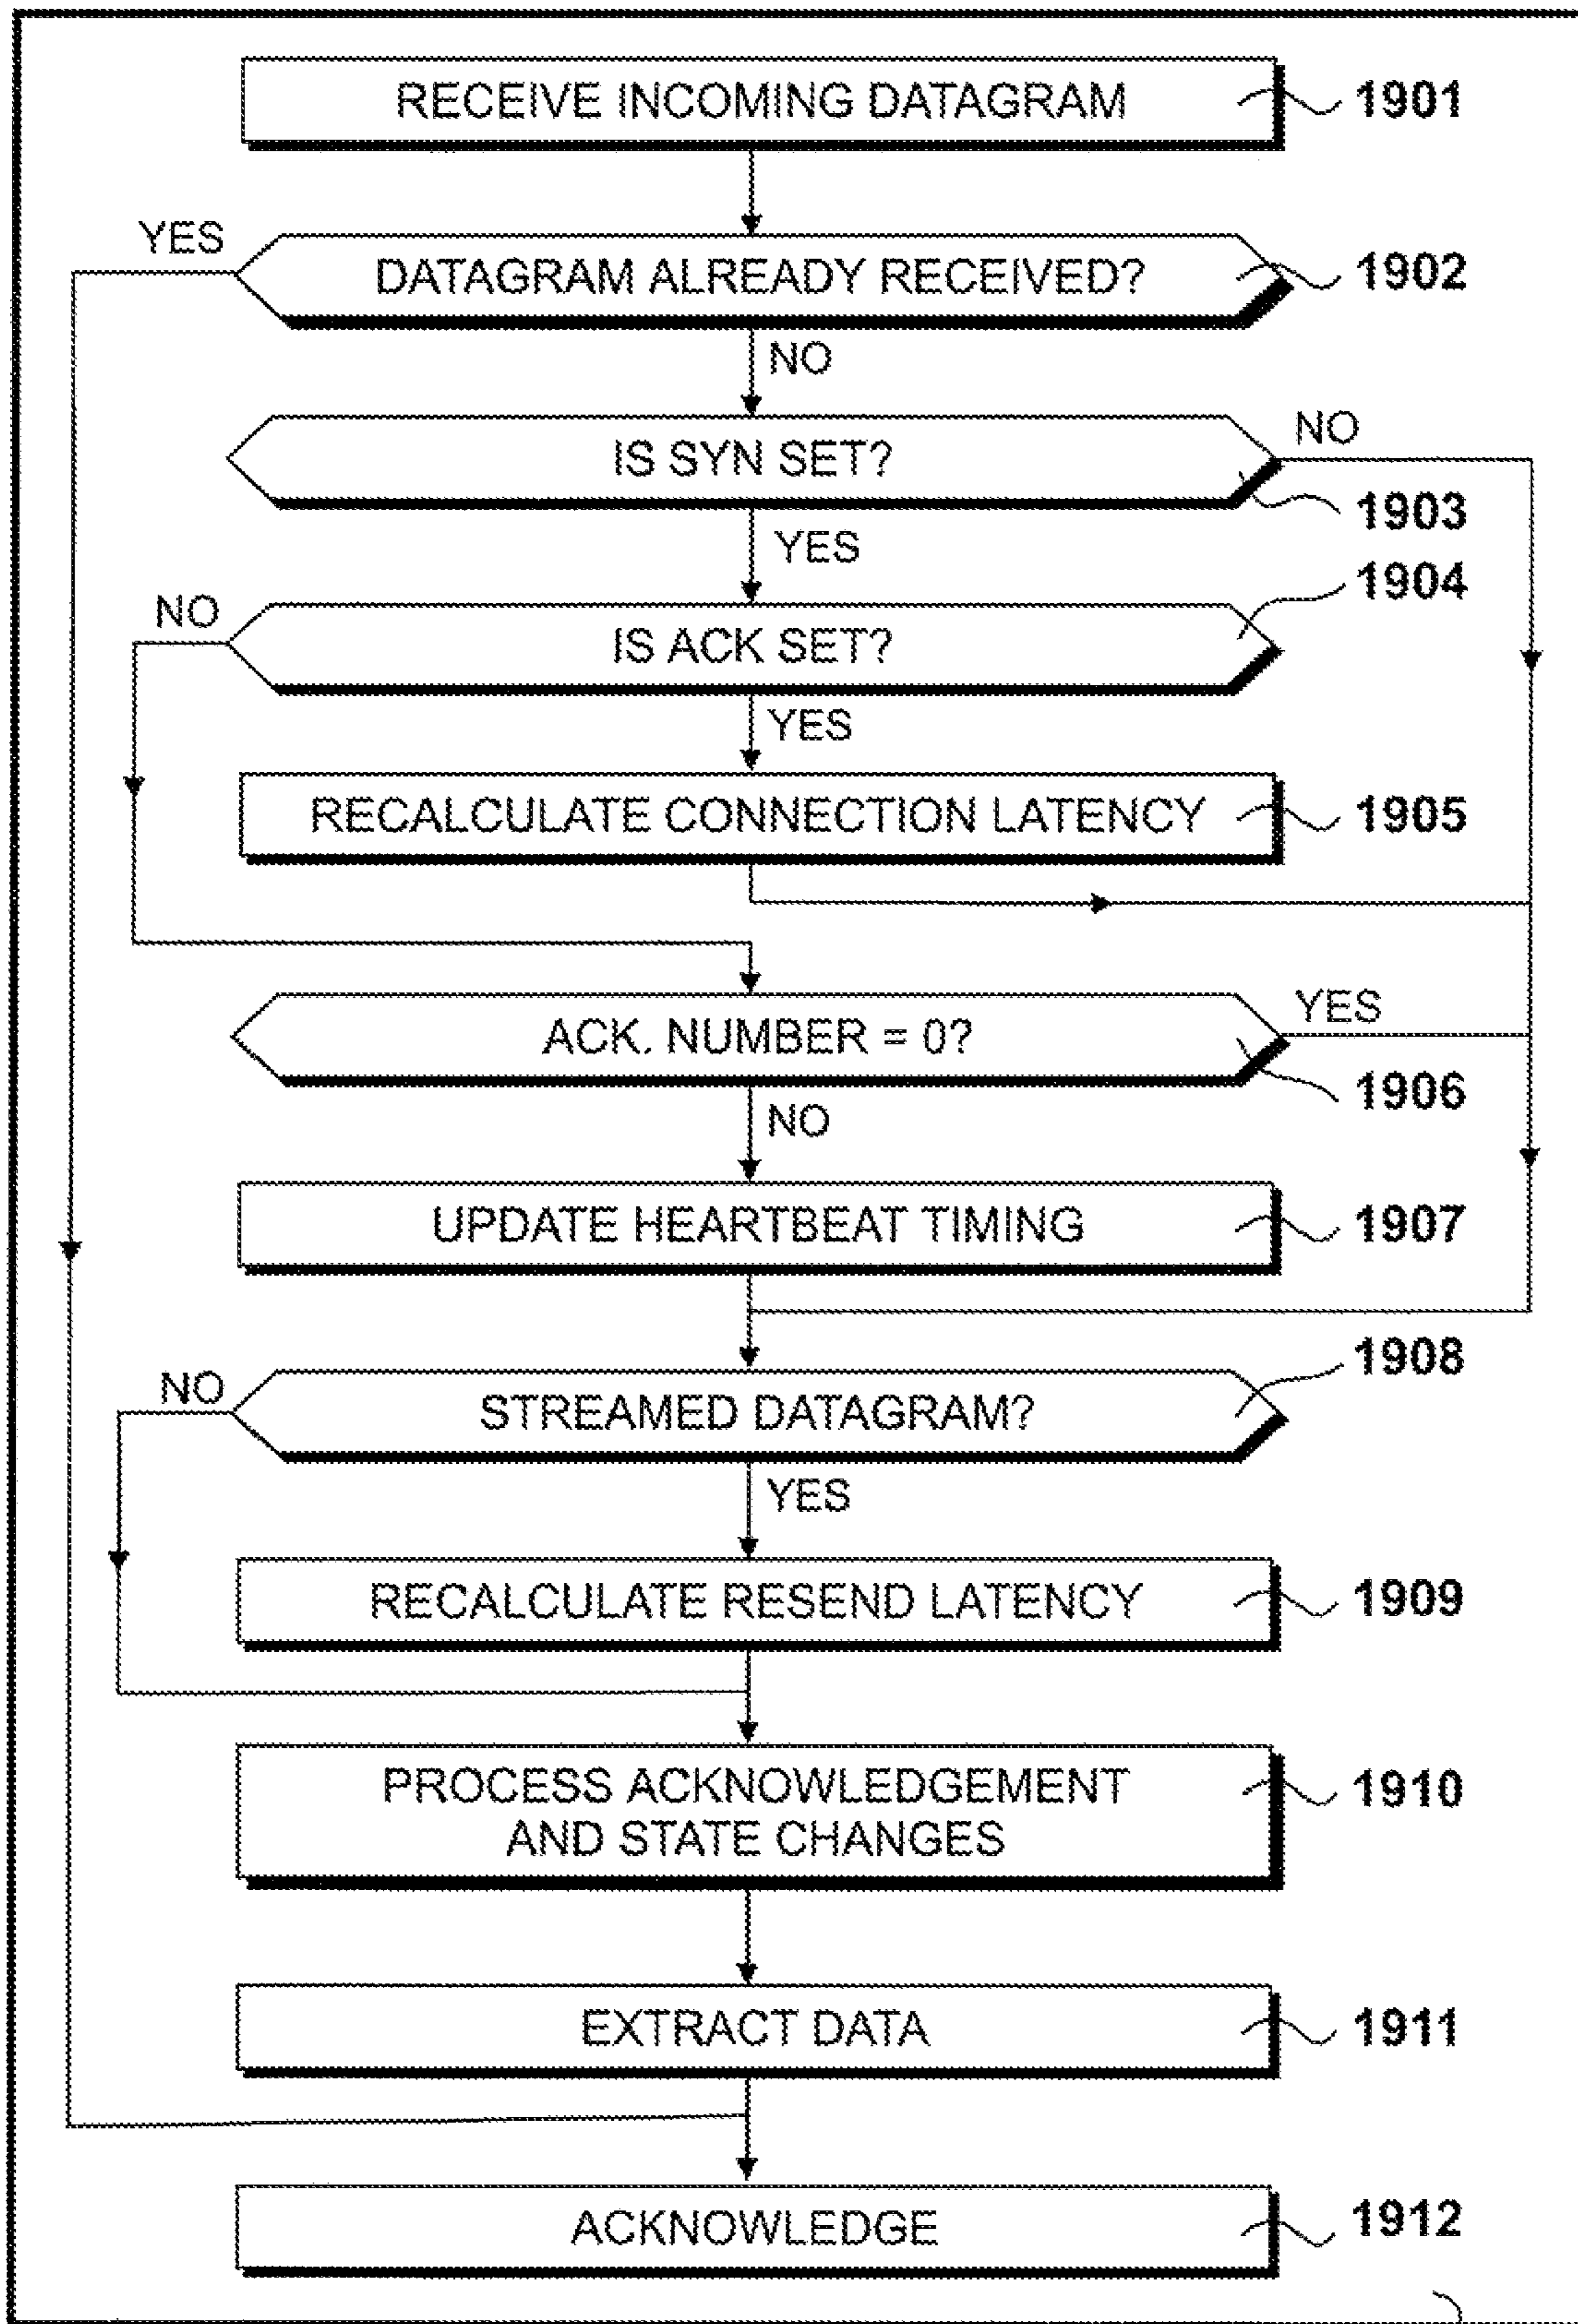 RECEIVE INCOMING DATAGRAM
1901
YES
DATAGRAM ALREADY RECEIVED?
1902
NO
IS SYN SET?
NO
1903
YES
1904
NO
IS ACK SET?
YES
RECALCULATE CONNECTION LATENCY
1905
ACK. NUMBER = 0?
YES
1906
NO
UPDATE HEARTBEAT TIMING
1907
1908
NO
STREAMED DATAGRAM?
YES
RECALCULATE RESEND LATENCY
1909
PROCESS ACKNOWLEDGEMENT
AND STATE CHANGES
1910
EXTRACT DATA
1911
ACKNOWLEDGE
1912